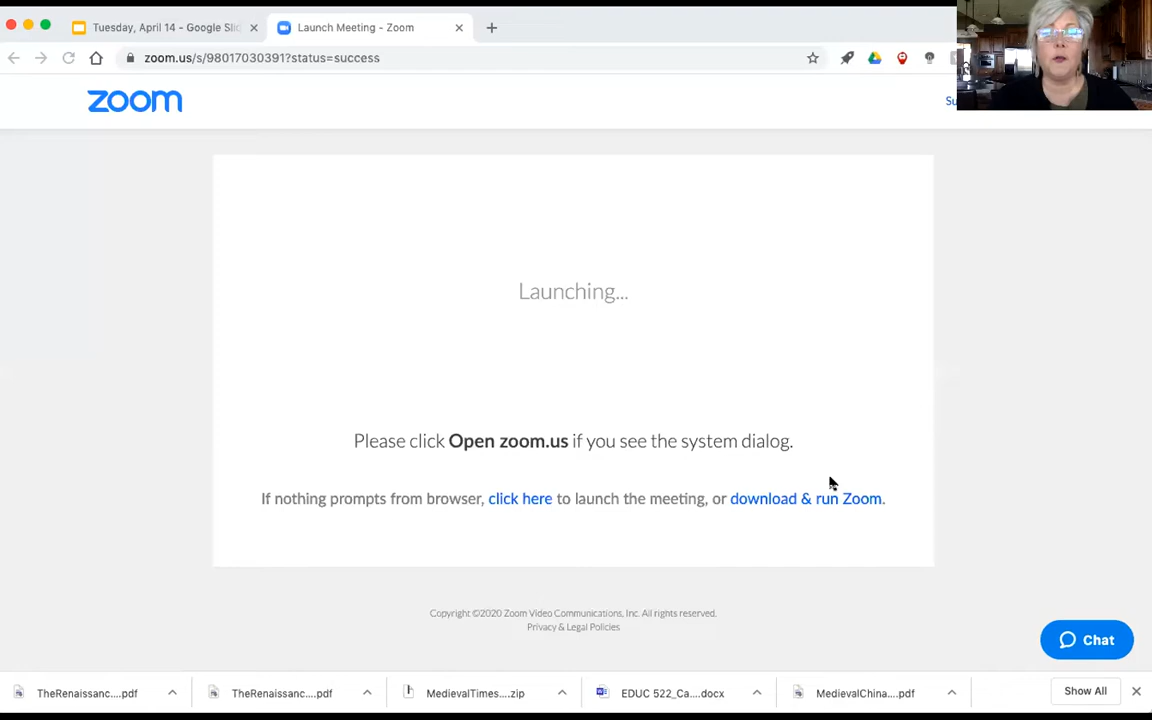 Tuesday, April 14 - Google Slid
Launch Meeting - Zoom
zoom.us/s/98017030391?status=success
zoom
Su
Launching...
Please click Open zoom.us if you see the system dialog.
If nothing prompts from browser, click here to launch the meeting, or download & run Zoom.
Copyright ©2020 Zoom Video Communications, Inc. All rights reserved.
Privacy & Legal Policies
Chat
TheRenaissanc....pdf
TheRenaissanc....pdf
MedievalTimes....zip
EDUC 522_Ca....docx
MedievalChina....pdf
Show All